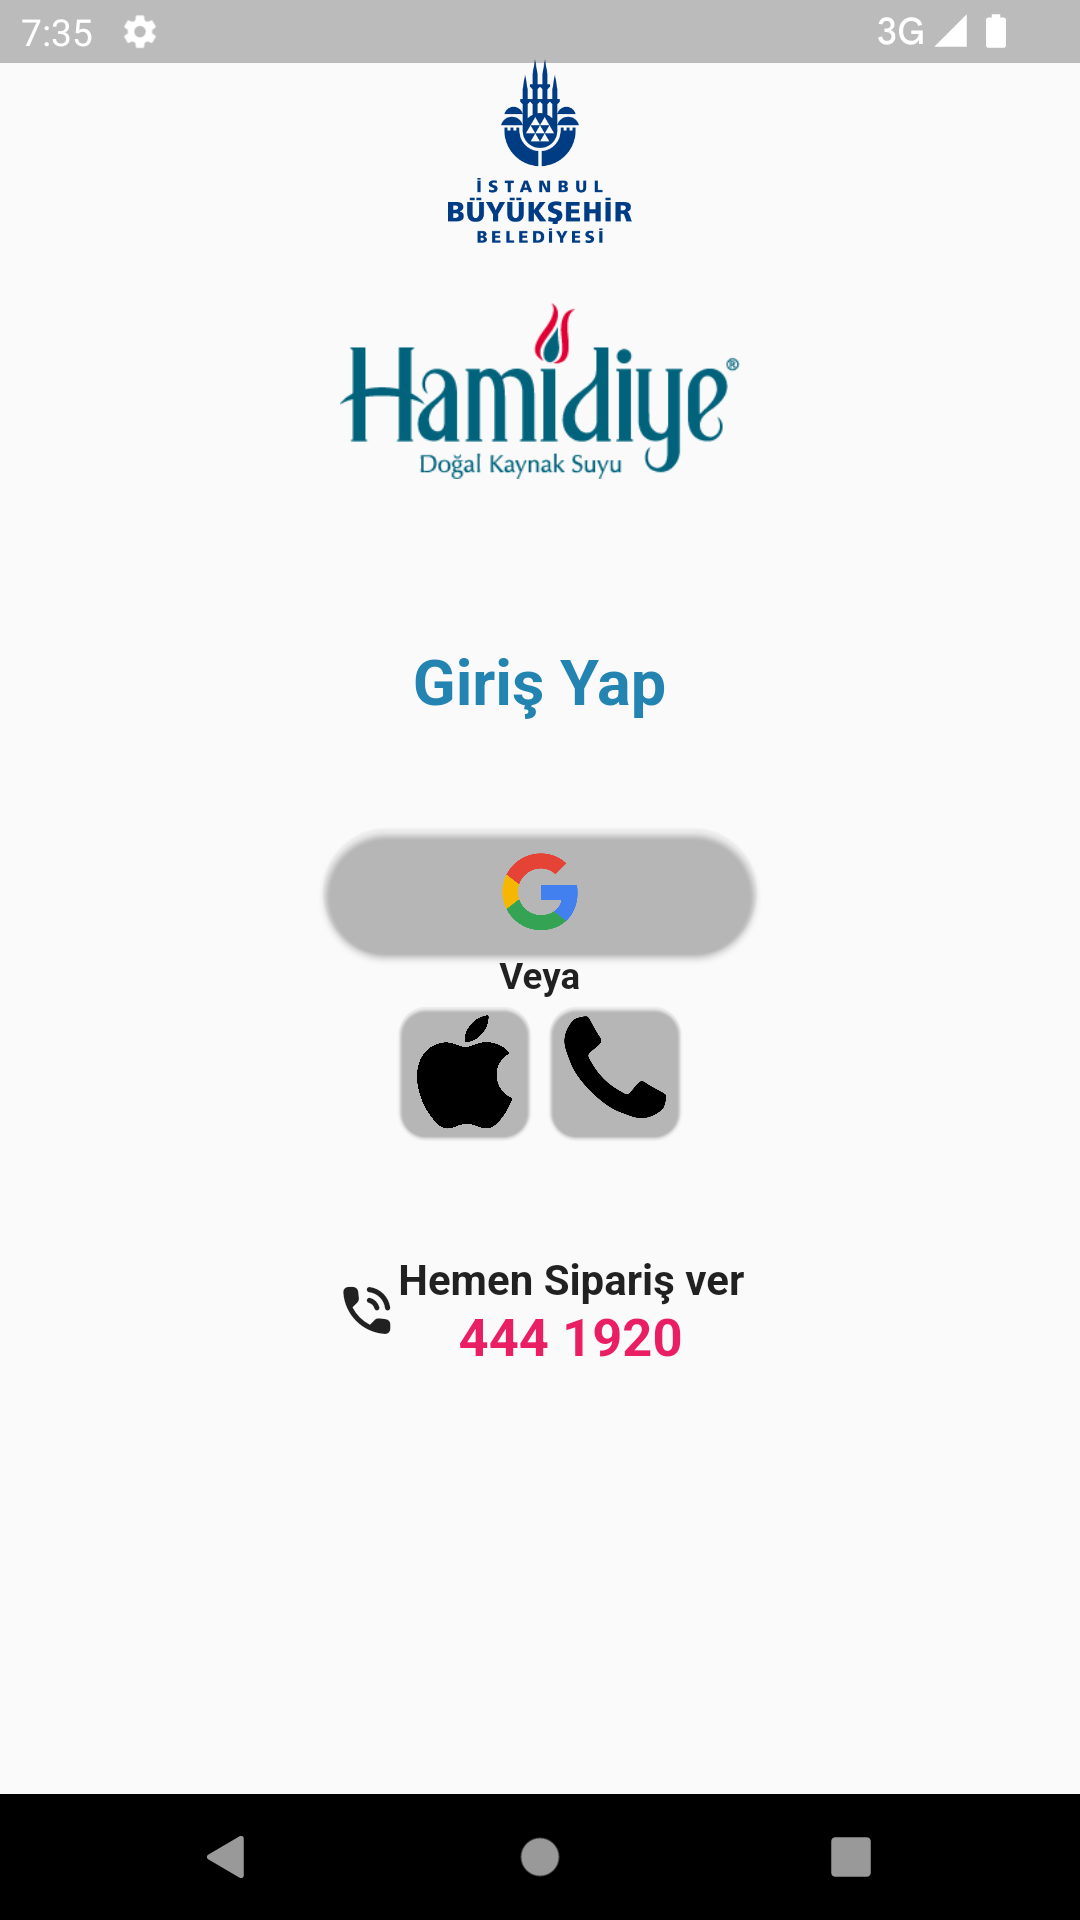 7:35
3G
İSTANBUL
BÜYÜKŞEHİR
BELEDİYESİ
Hamidiye®
Doğal Kaynak Suyu
Giriş Yap
Veya
Hemen Sipariş ver
444 1920